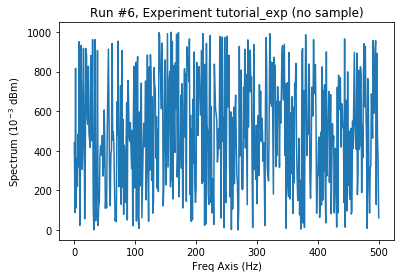 Run #6, Experiment tutorial_exp (no sample)
1000
800
600
400
200
0
Spectrum (10⁻³ dBm)
0 100 200 300 400 500
Freq Axis (Hz)